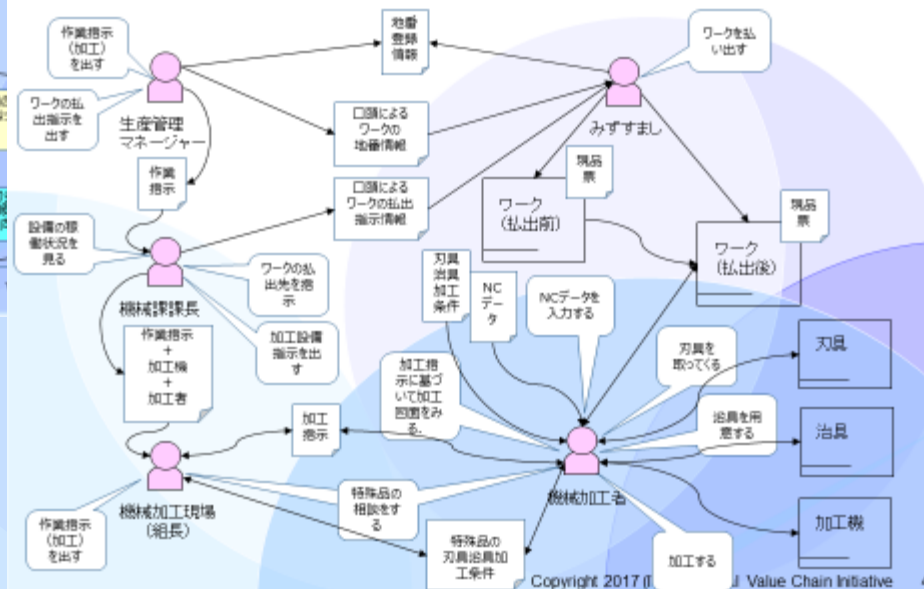 作業指示
(加工)
を出す
地番
登録
情報
ワークを払
い出す
ワークの払
出指示を
出す
生産管理
マネージャー
口頭による
ワークの
地番情報
みずすまし
作業
指示
口頭による
ワークの払出
指示情報
現品
票
ワーク
(払出前)
現品
票
ワーク
(払出後)
設備の稼
働状況を
見る
機械課課長
ワークの払
出先を指
示
刃具
治具
加工
条件
NC
デー
タ
NCデータを
入力する
作業指示
+
加工機
+
加工者
加工設備
指示を出
す
加工指
示に基づ
いて加工
図面をみ
る。
刃具を
取ってくる
刃具
加工
指示
治具を用
意する
治具
機械加工現場
(組長)
特殊品の
相談をす
る
機械加工者
加工機
作業指示
(加工)
を出す
特殊品の
刃具治具加
工条件
加工する
Copyright 2017 (I
Value Chain Initiative